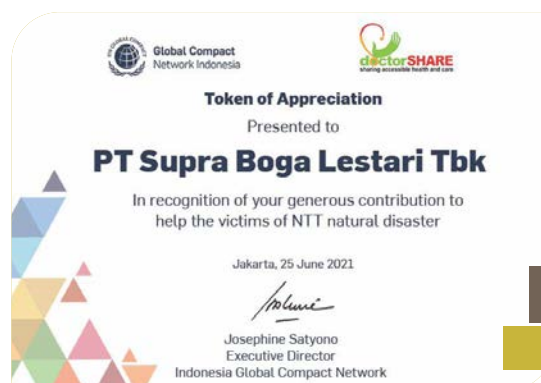 Global Compact
Network Indonesia
doctorSHARE
sharing accessible health and care
Token of Appreciation
Presented to
PT Supra Boga Lestari Tbk
In recognition of your generous contribution to
help the victims of NTT natural disaster
Jakarta, 25 June 2021
Josephine Satyono
Executive Director
Indonesia Global Compact Network